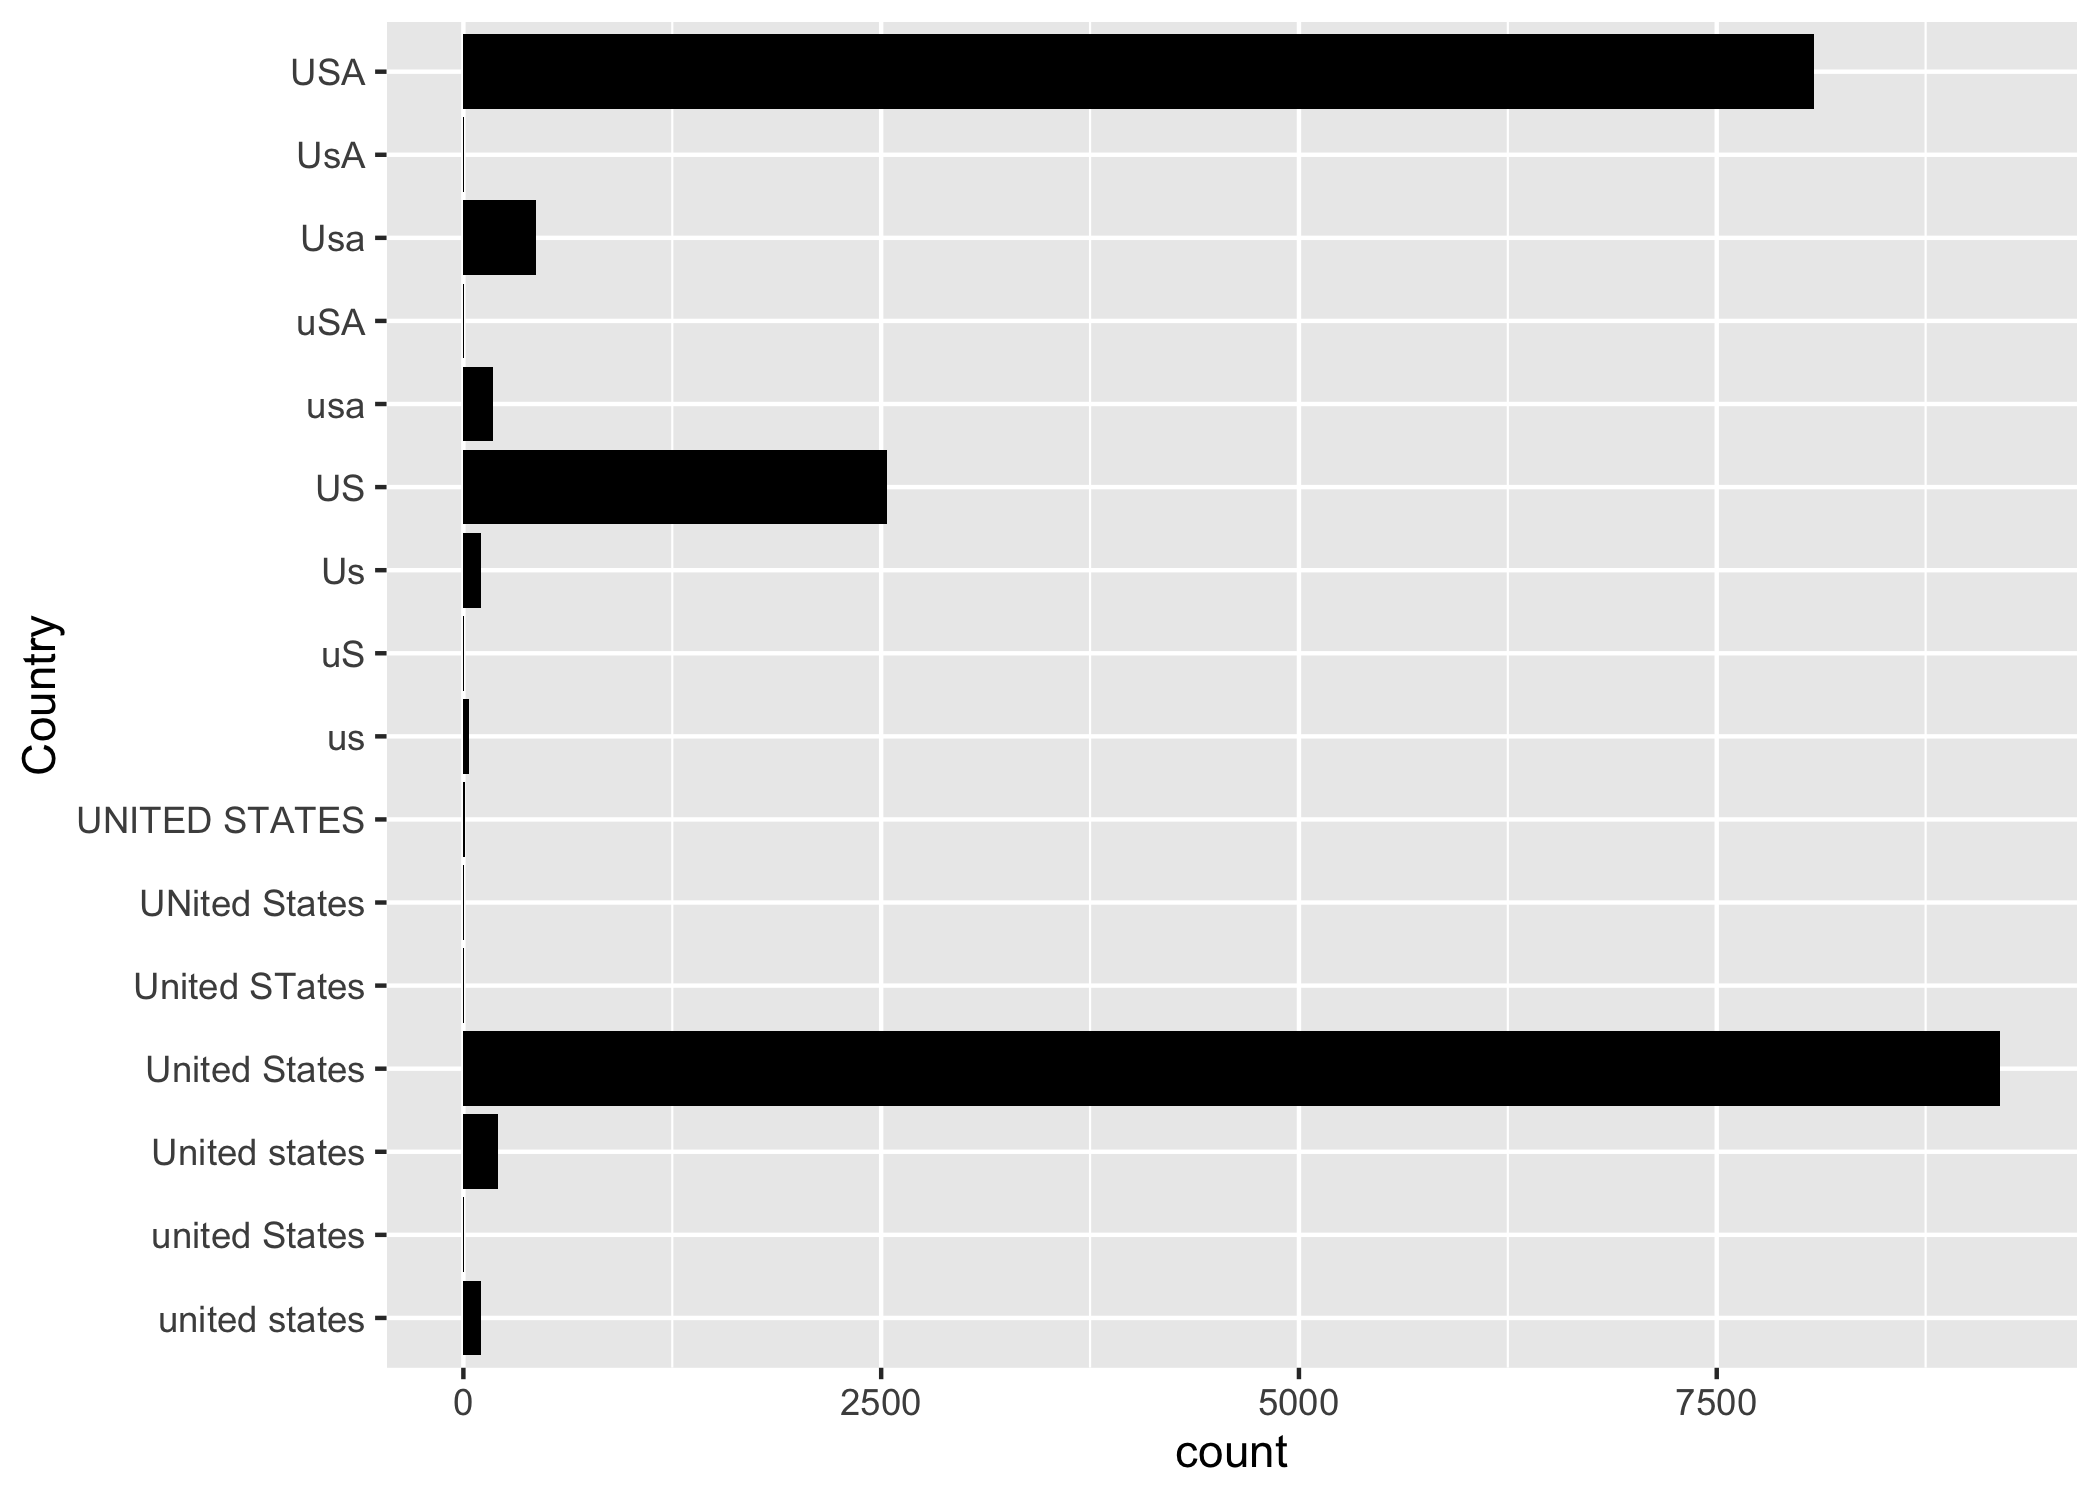 USA
UsA
Usa
uSA
usa
US
Us
uS
us
UNITED STATES
UNited States
United STates
United States
United states
united States
united states
Country
0 2500 5000 7500
count